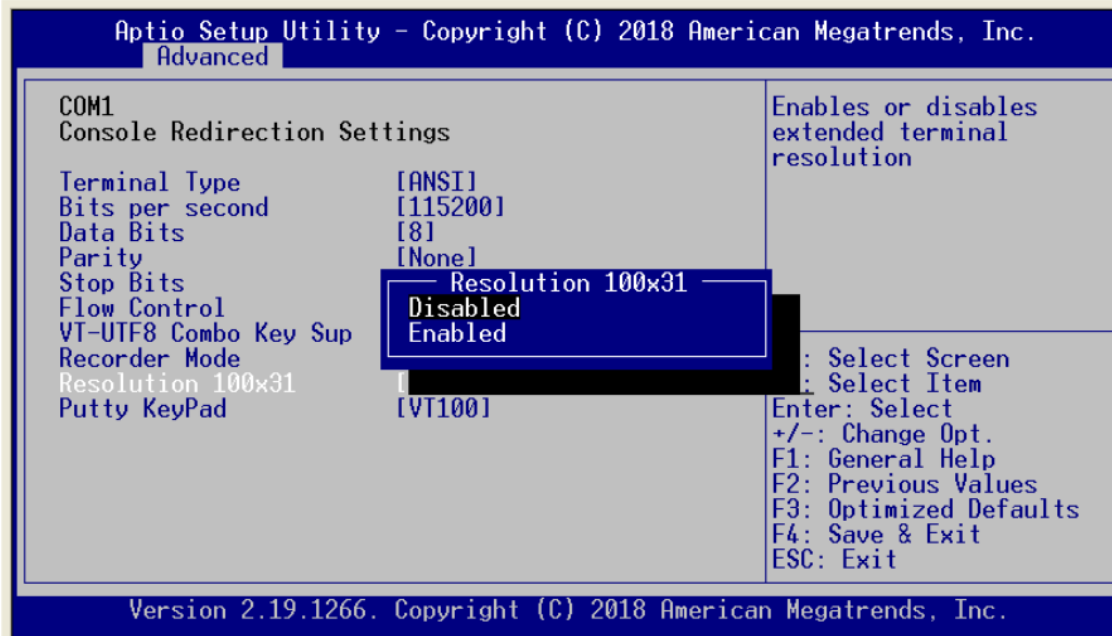 Aptio Setup Utility - Copyright (C) 2018 American Megatrends, Inc.
Advanced
COM1
Console Redirection Settings
Terminal Type [ANSI]
Bits per second [115200]
Data Bits [8]
Parity [None]
Stop Bits
Flow Control
VT-UTF8 Combo Key Sup
Recorder Mode
Resolution 100x31 [
Putty KeyPad [VT100]
Resolution 100x31
Disabled
Enabled
Enables or disables
extended terminal
resolution
: Select Screen
: Select Item
Enter: Select
+/-: Change Opt.
F1: General Help
F2: Previous Values
F3: Optimized Defaults
F4: Save & Exit
ESC: Exit
Version 2.19.1266. Copyright (C) 2018 American Megatrends, Inc.